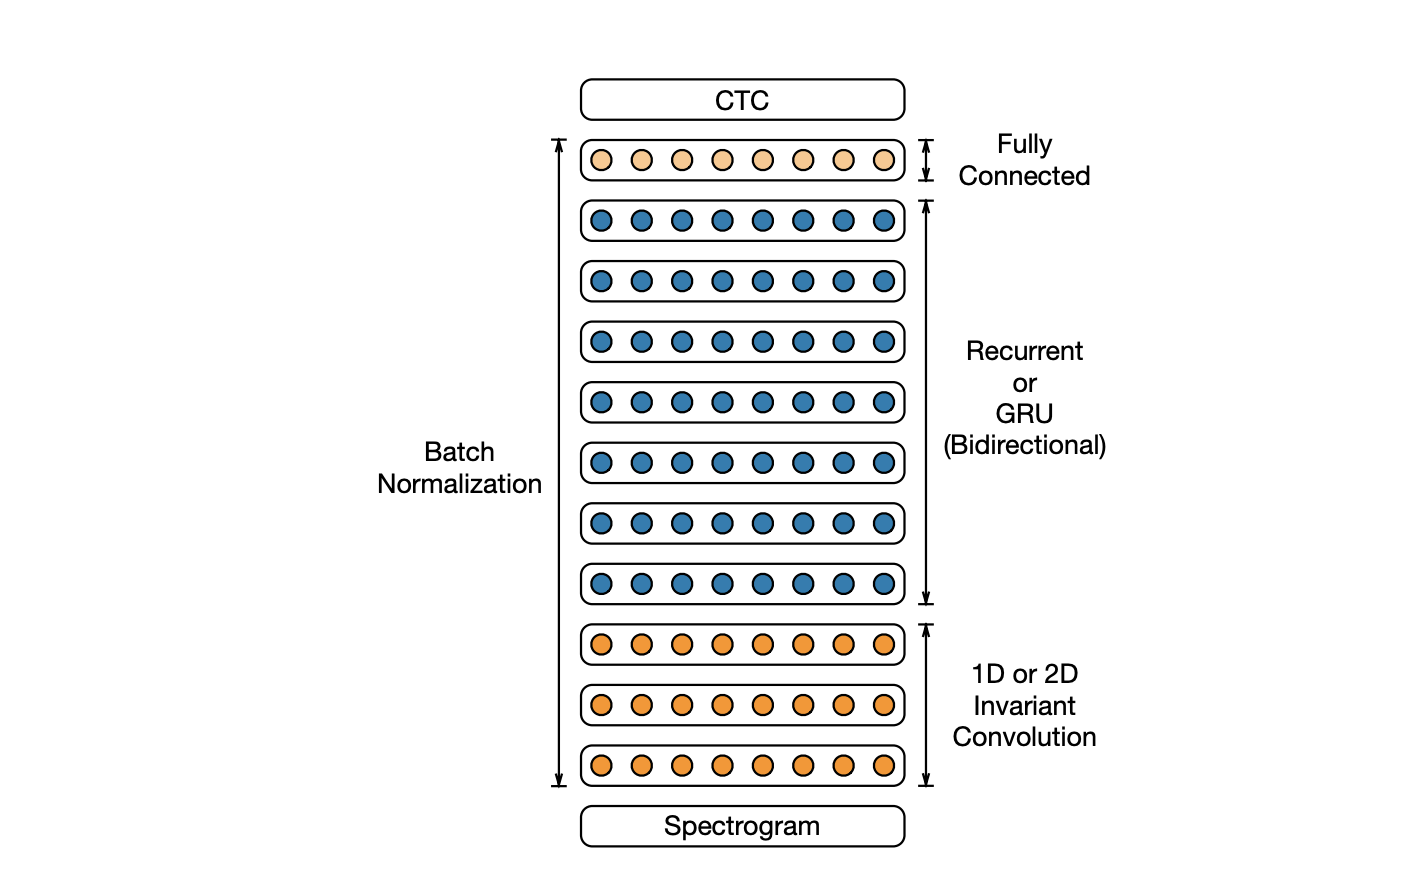 CTC
Fully
Connected
Recurrent
or
GRU
(Bidirectional)
Batch
Normalization
1D or 2D
Invariant
Convolution
Spectrogram